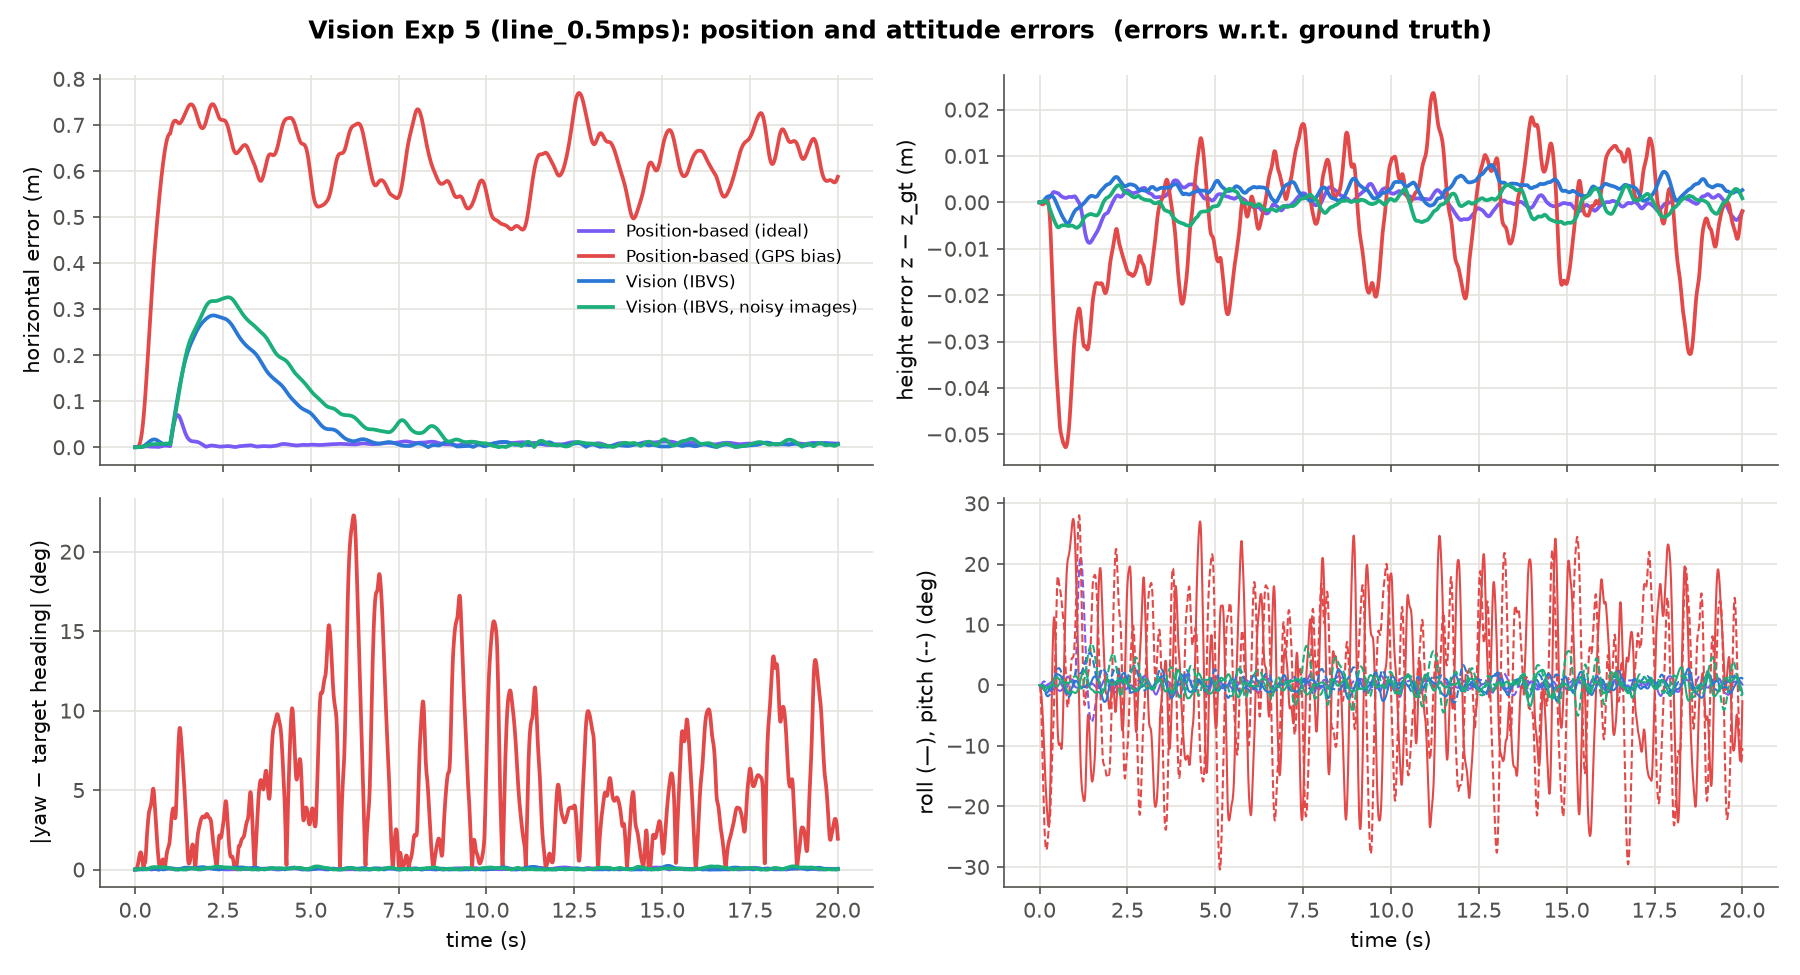 Vision Exp 5 (line_0.5mps): position and attitude errors  (errors w.r.t. ground truth)
horizontal error (m)
0.8
0.7
0.6
0.5
0.4
0.3
0.2
0.1
0.0
Position-based (ideal)
Position-based (GPS bias)
Vision (IBVS)
Vision (IBVS, noisy images)
height error z − z_gt (m)
0.02
0.01
0.00
−0.01
−0.02
−0.03
−0.04
−0.05
|yaw − target heading| (deg)
20
15
10
5
0
0.0 2.5 5.0 7.5 10.0 12.5 15.0 17.5 20.0
time (s)
roll (—), pitch (--) (deg)
30
20
10
0
−10
−20
−30
0.0 2.5 5.0 7.5 10.0 12.5 15.0 17.5 20.0
time (s)